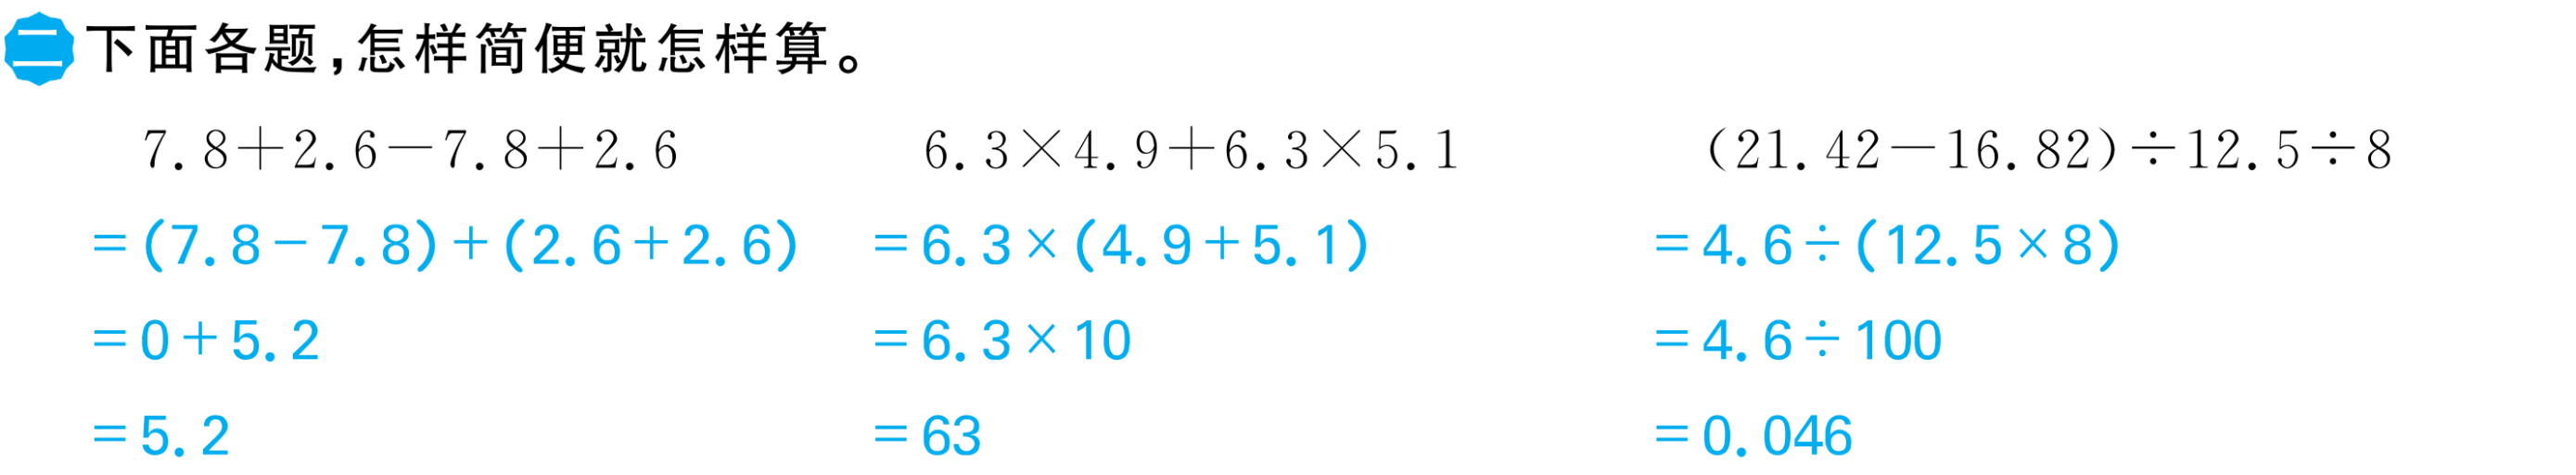 二 下面各题,怎样简便就怎样算。
7.8+2.6-7.8+2.6 6.3×4.9+6.3×5.1 (21.42-16.82)÷12.5÷8
=(7.8-7.8)+(2.6+2.6) =6.3×(4.9+5.1) =4.6÷(12.5×8)
=0+5.2 =6.3×10 =4.6÷100
=5.2 =63 =0.046